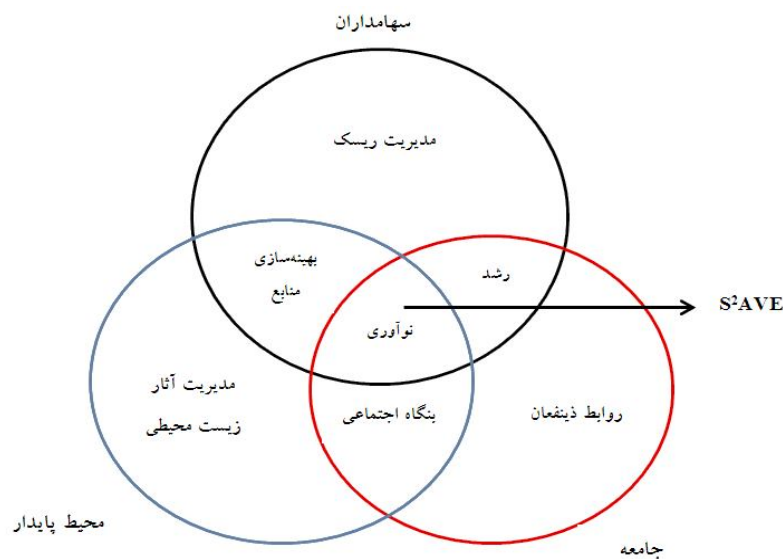 سهامداران
مدیریت ریسک
بهینه‌سازی
منابع
رشد
S²AVE
نوآوری
مدیریت آثار
زیست محیطی
بنگاه اجتماعی
روابط ذینفعان
محیط پایدار
جامعه